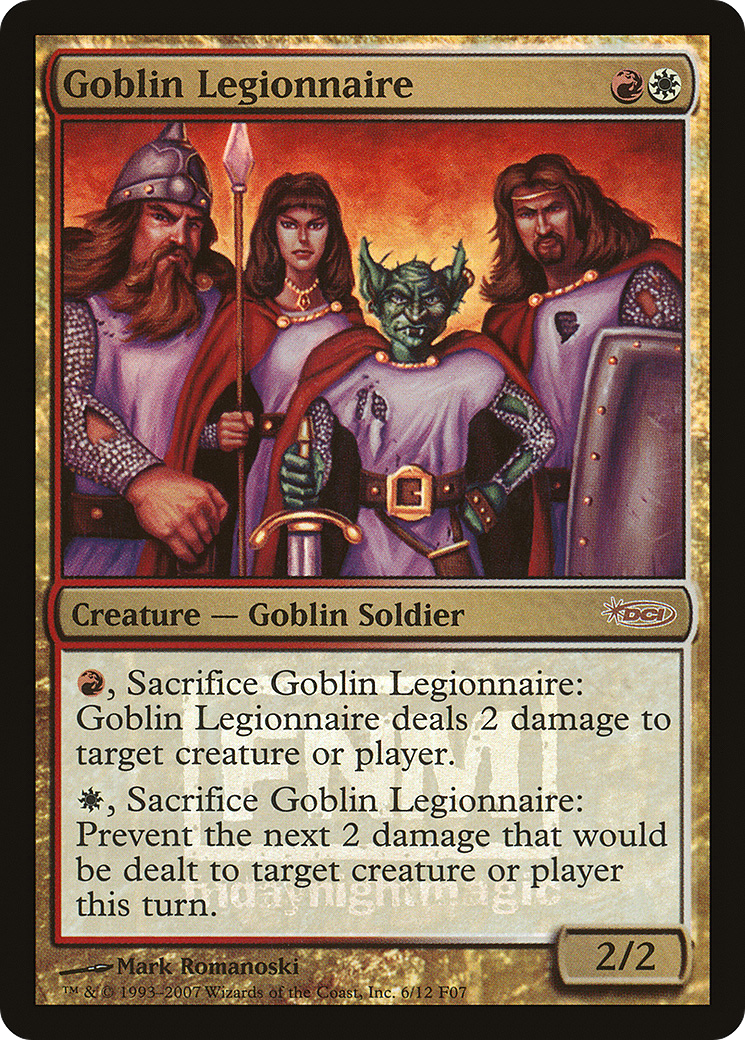 Goblin Legionnaire
Creature — Goblin Soldier
DCI
, Sacrifice Goblin Legionnaire:
Goblin Legionnaire deals 2 damage to
target creature or player.
, Sacrifice Goblin Legionnaire:
Prevent the next 2 damage that would
be dealt to target creature or player
this turn.
FNM
fridaynightmagic
2/2
Mark Romanoski
™ & © 1993–2007 Wizards of the Coast, Inc. 6/12 F07